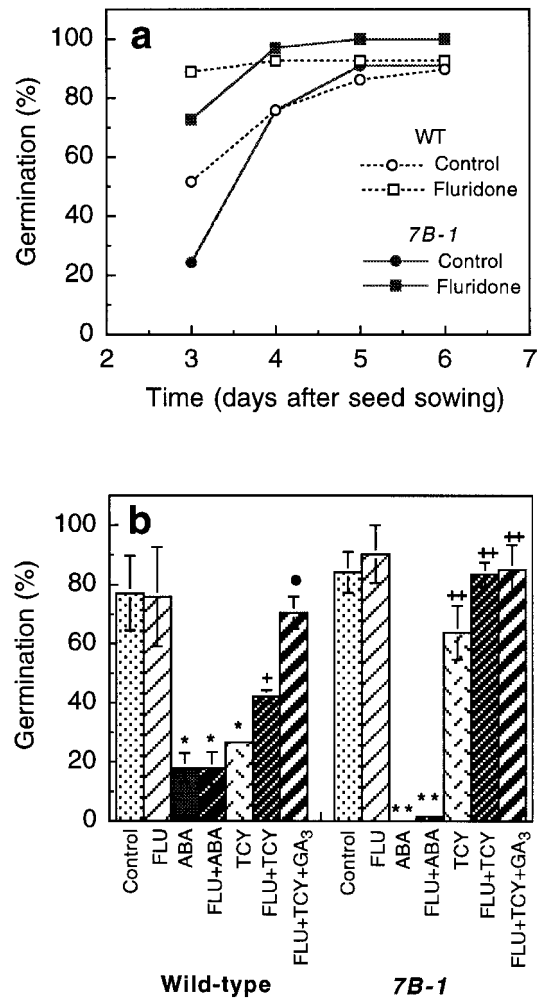 a
Germination (%)
100
80
60
40
20
0
WT
Control
Fluridone
7B-1
Control
Fluridone
2 3 4 5 6 7
Time (days after seed sowing)
b
Germination (%)
100
80
60
40
20
0
* * * + ● ** ** ++ ++ ++
Control FLU ABA FLU+ABA TCY FLU+TCY FLU+TCY+GA3 Control FLU ABA FLU+ABA TCY FLU+TCY FLU+TCY+GA3
Wild-type 7B-1